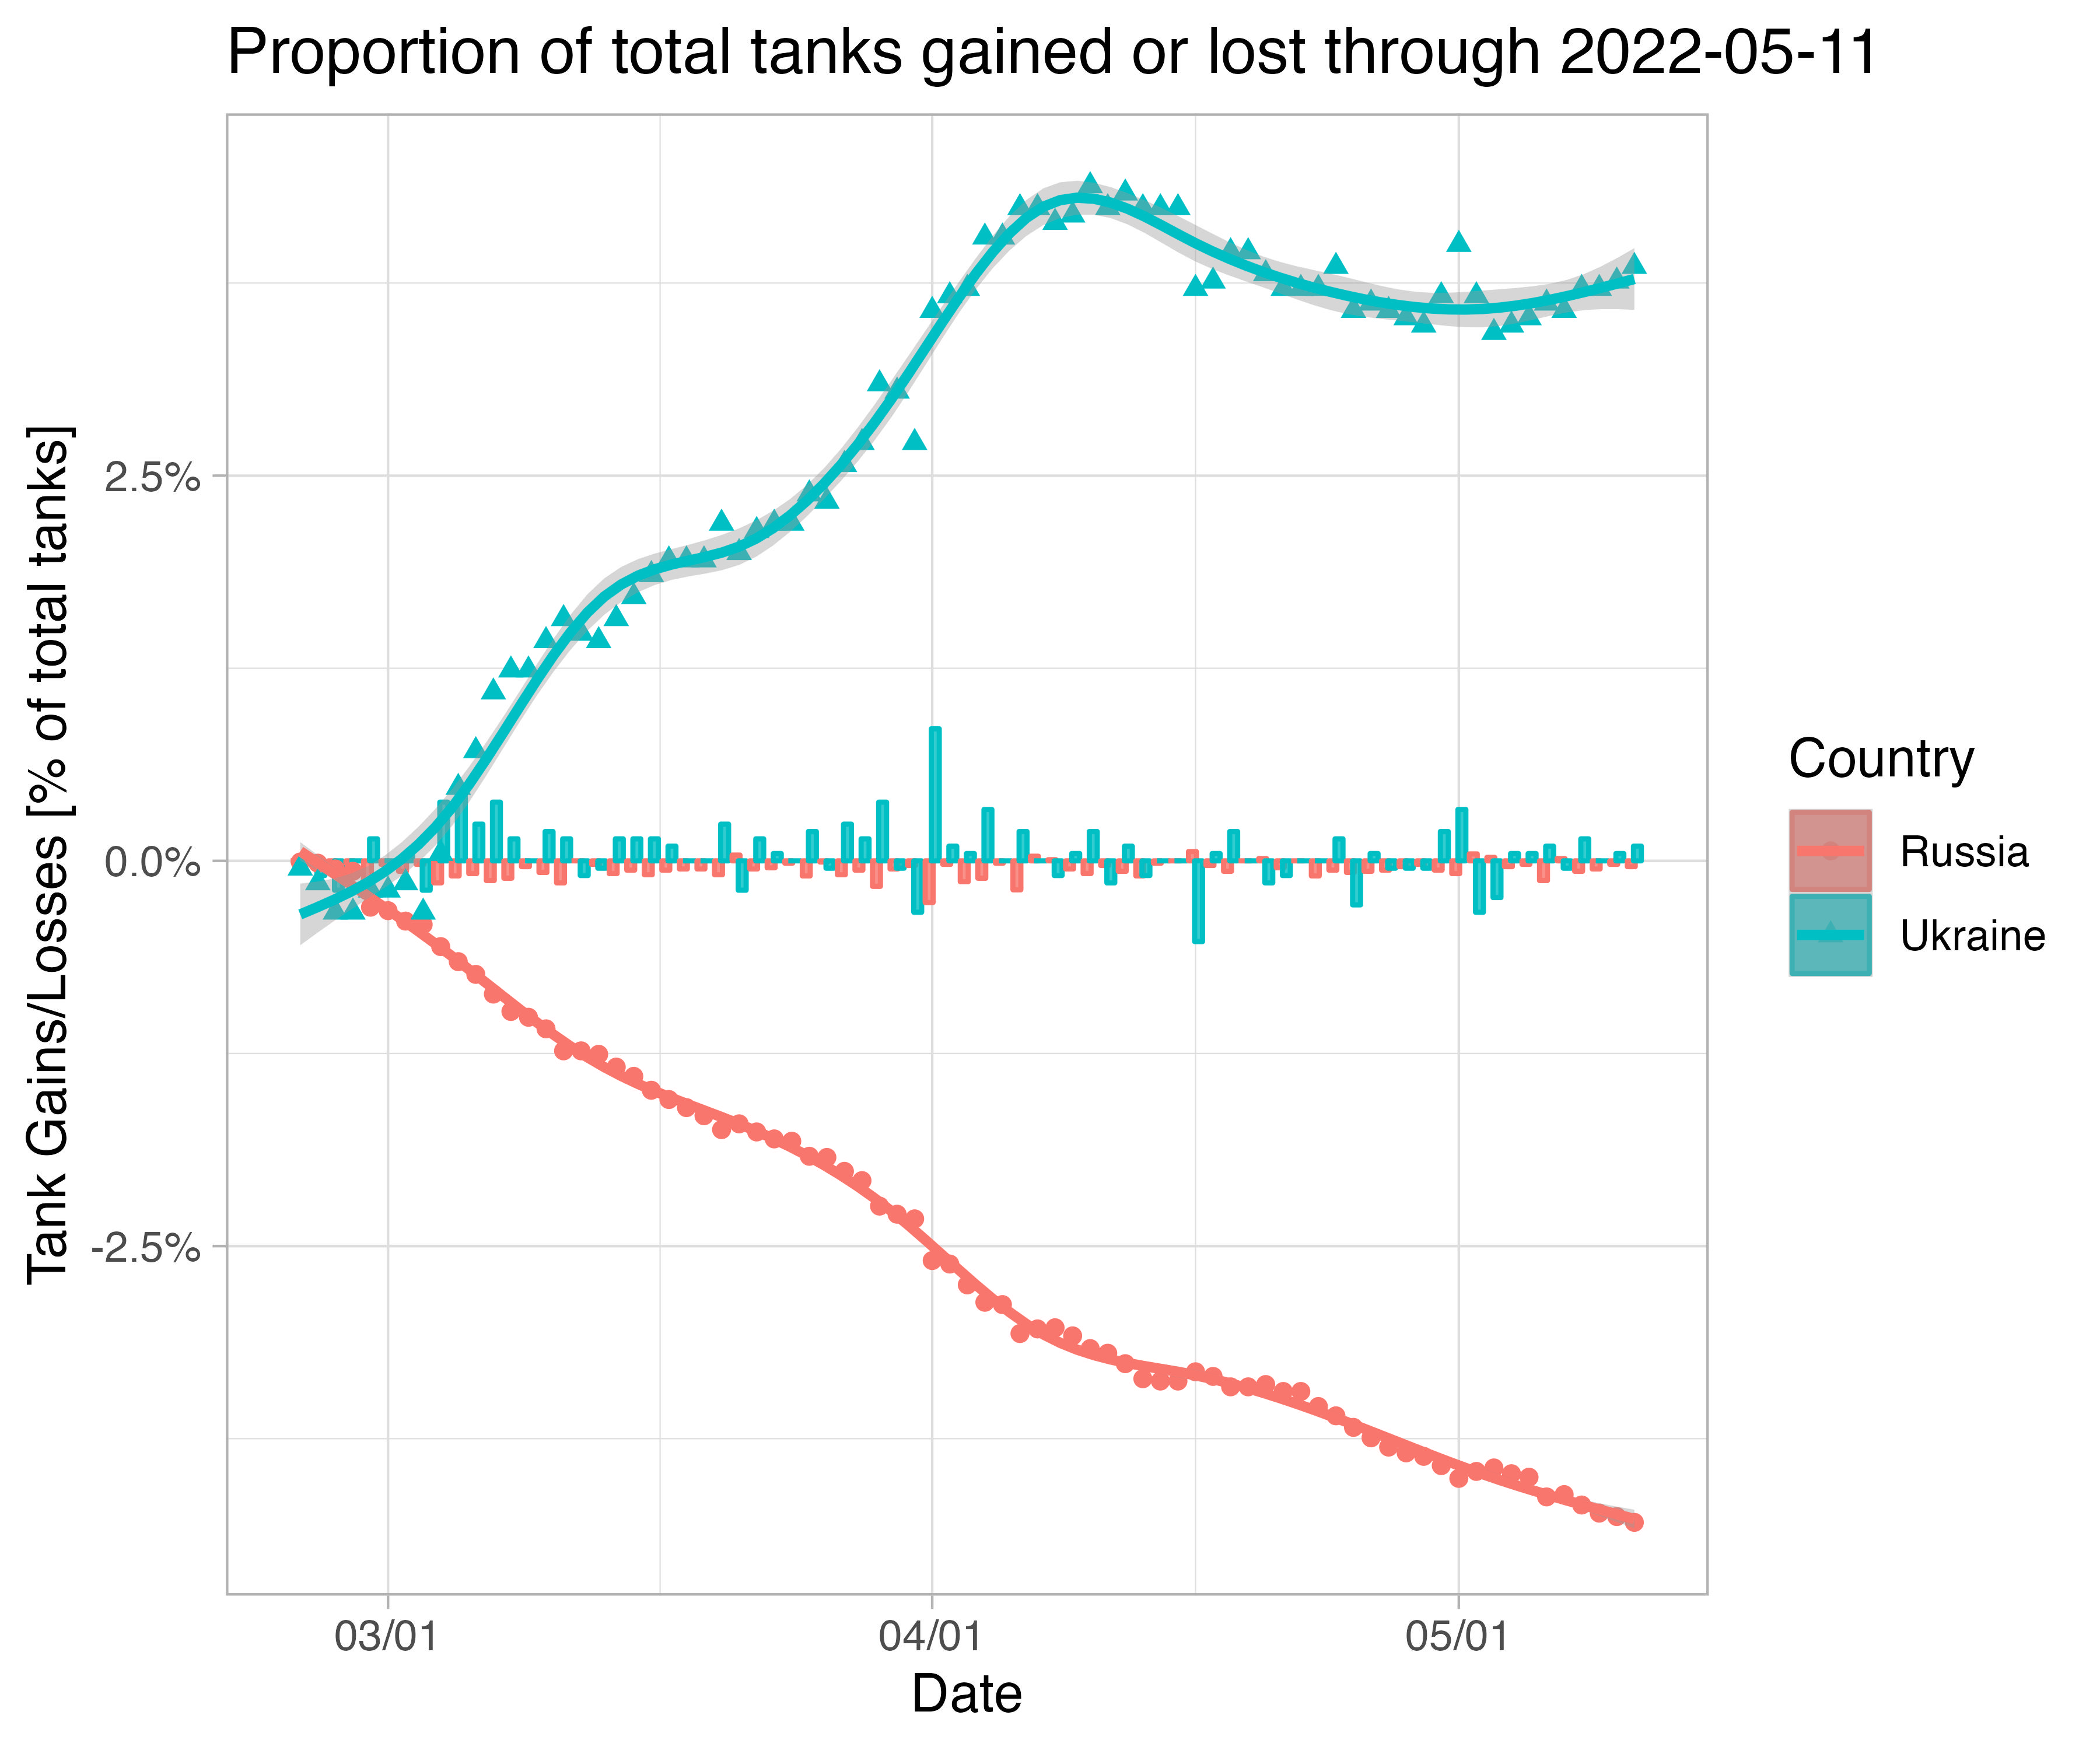 Proportion of total tanks gained or lost through 2022-05-11
Tank Gains/Losses [% of total tanks]
2.5%
0.0%
-2.5%
03/01
04/01
05/01
Date
Country
Russia
Ukraine